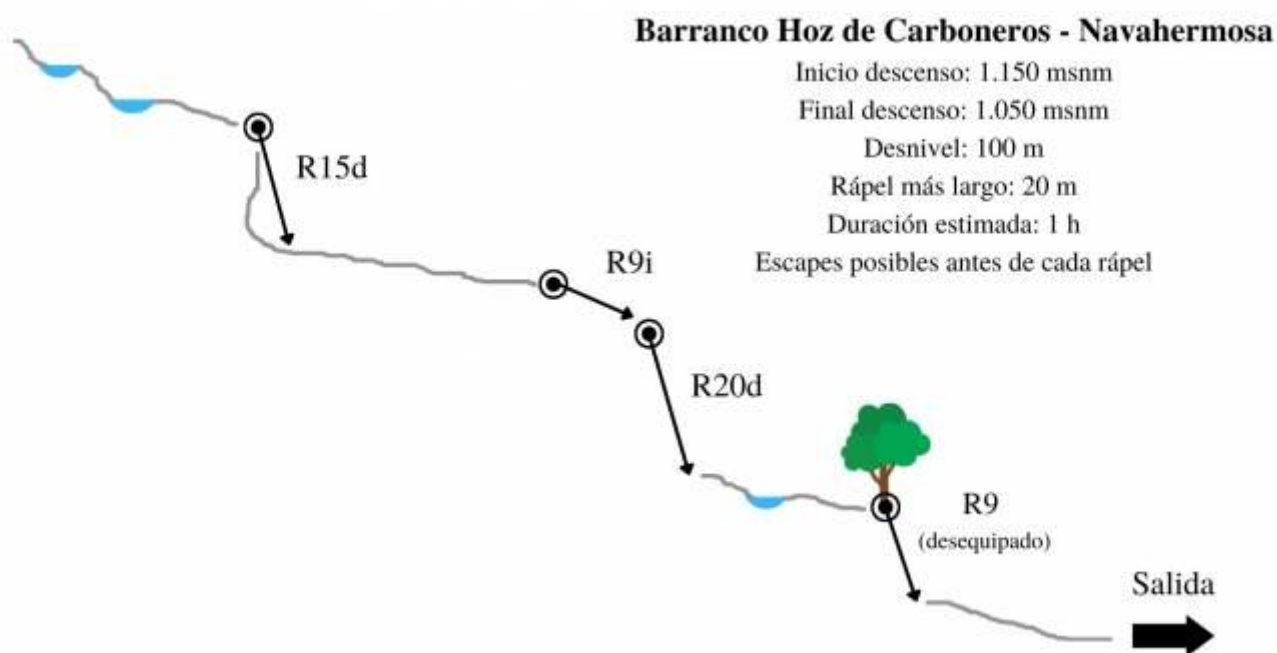 Barranco Hoz de Carboneros - Navahermosa
Inicio descenso: 1.150 msnm
Final descenso: 1.050 msnm
Desnivel: 100 m
Rápel más largo: 20 m
Duración estimada: 1 h
Escapes posibles antes de cada rápel
R15d
R9i
R20d
R9
(desequipado)
Salida